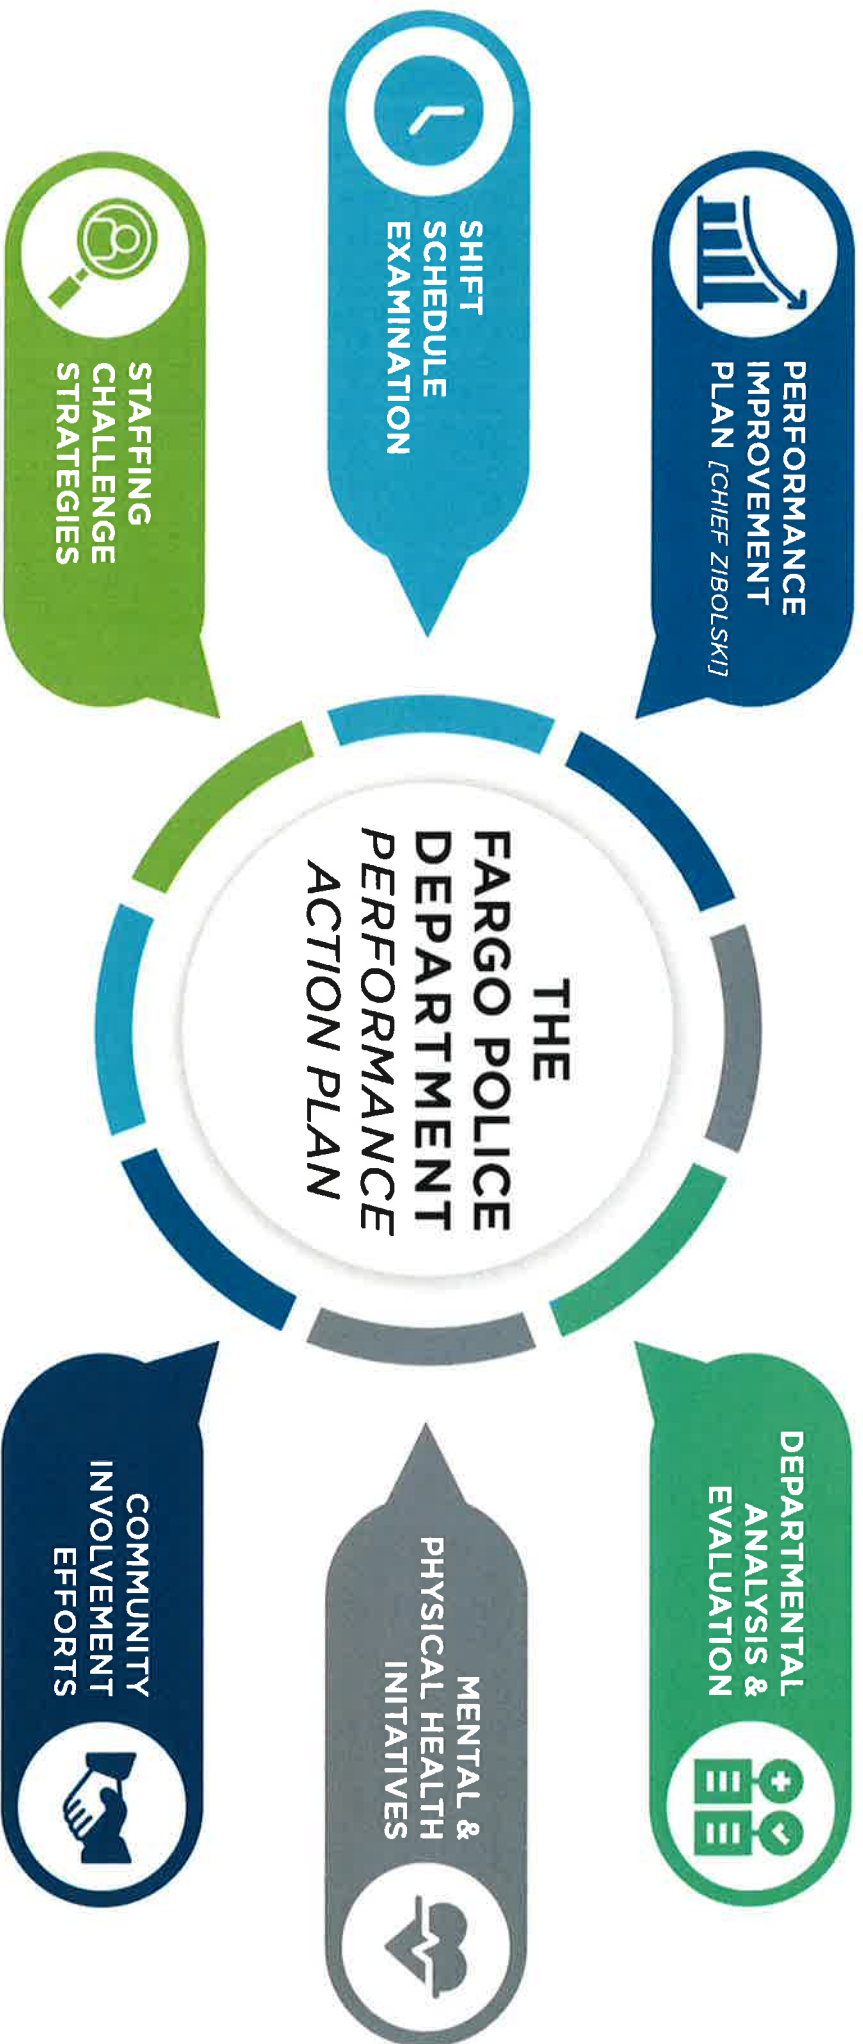 PERFORMANCE
IMPROVEMENT
PLAN [CHIEF ZIBOLSKI]
SHIFT
SCHEDULE
EXAMINATION
STAFFING
CHALLENGE
STRATEGIES
THE
FARGO POLICE
DEPARTMENT
PERFORMANCE
ACTION PLAN
DEPARTMENTAL
ANALYSIS &
EVALUATION
MENTAL &
PHYSICAL HEALTH
INITATIVES
COMMUNITY
INVOLVEMENT
EFFORTS